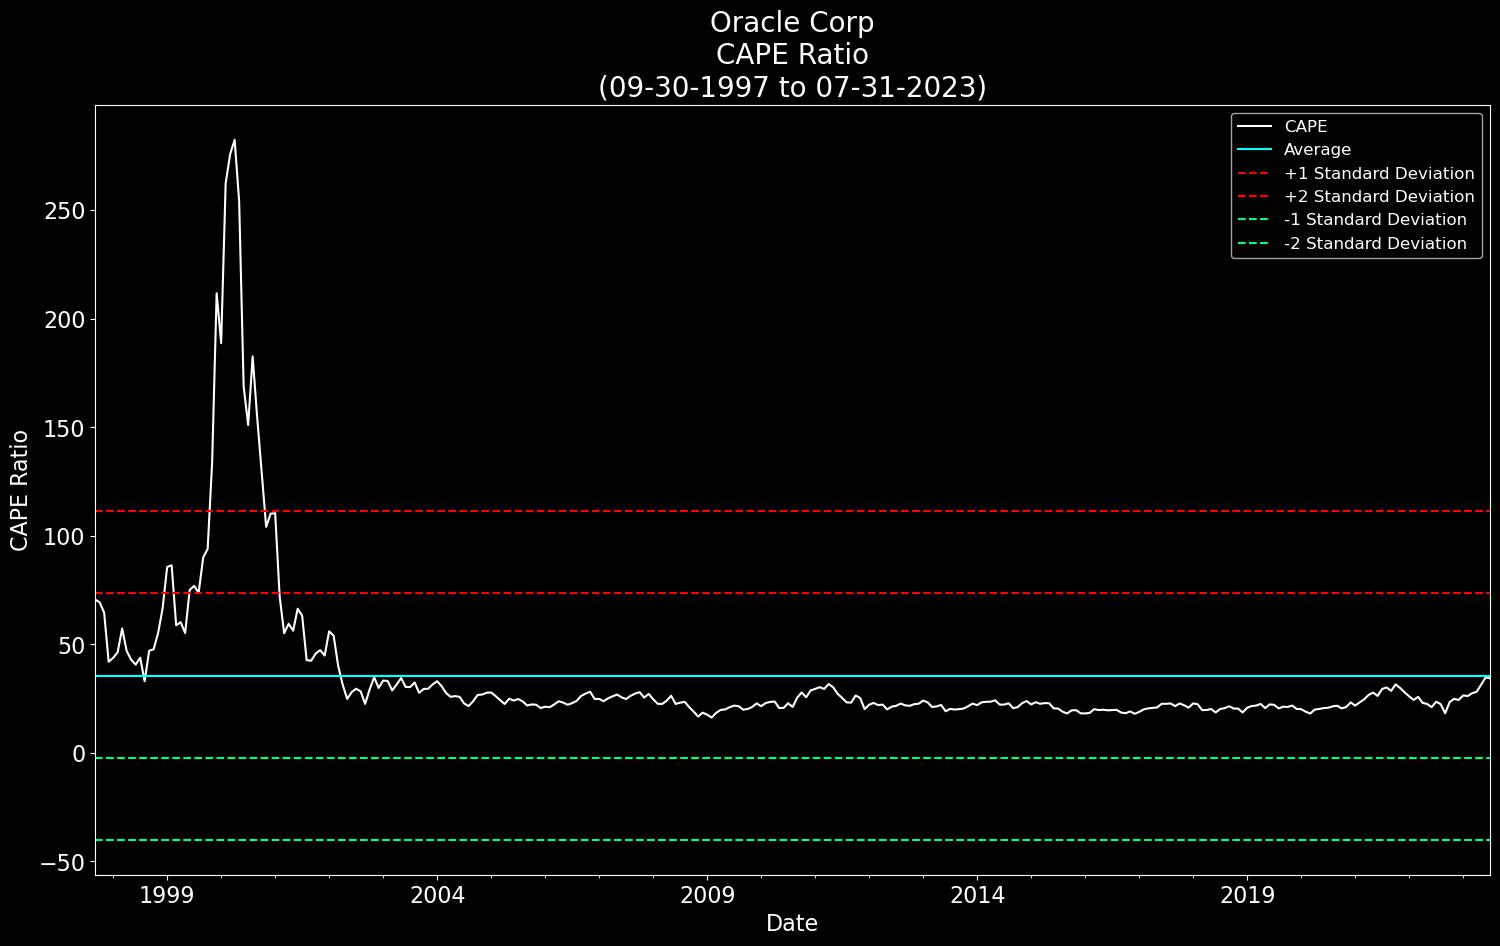 Oracle Corp
CAPE Ratio
(09-30-1997 to 07-31-2023)
CAPE
Average
+1 Standard Deviation
+2 Standard Deviation
-1 Standard Deviation
-2 Standard Deviation
CAPE Ratio
250
200
150
100
50
0
−50
1999
2004
2009
2014
2019
Date